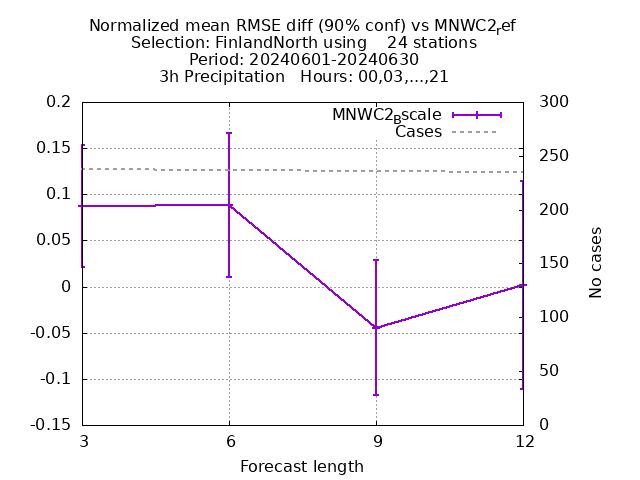 Normalized mean RMSE diff (90% conf) vs MNWC2ref
Selection: FinlandNorth using    24 stations
Period: 20240601-20240630
3h Precipitation   Hours: 00,03,...,21
MNWC2Bscale
Cases
0.2
0.15
0.1
0.05
0
-0.05
-0.1
-0.15
300
250
200
150
100
50
0
No cases
3 6 9 12
Forecast length